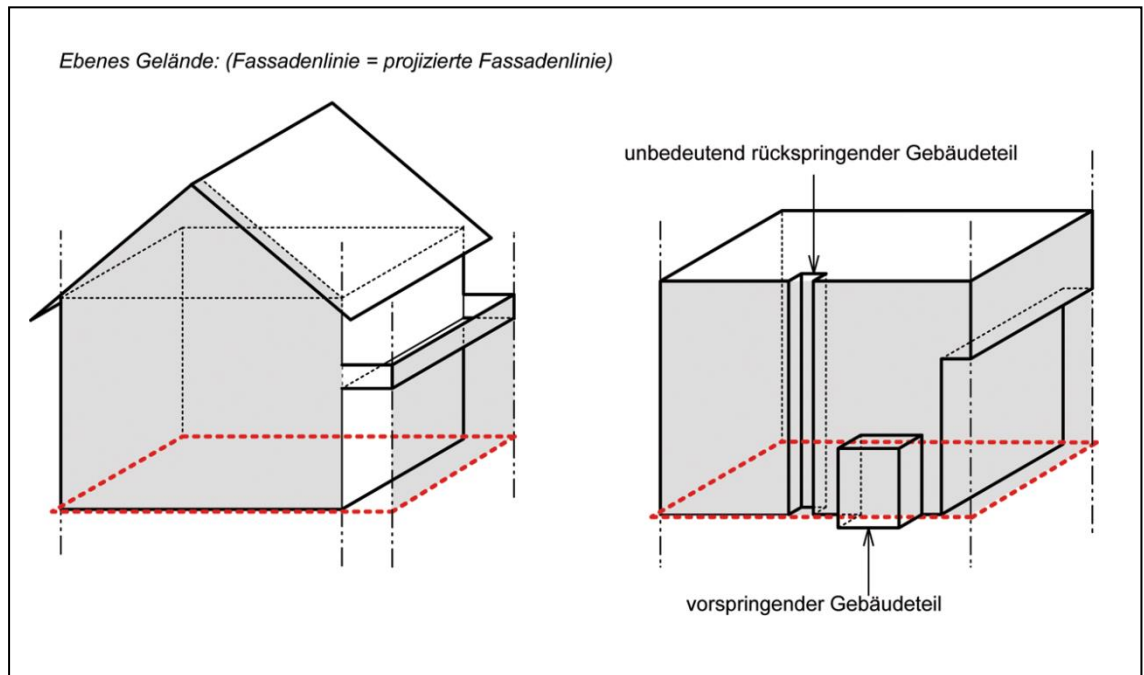 Ebenes Gelände: (Fassadenlinie = projizierte Fassadenlinie)
unbedeutend rückspringender Gebäudeteil
vorspringender Gebäudeteil